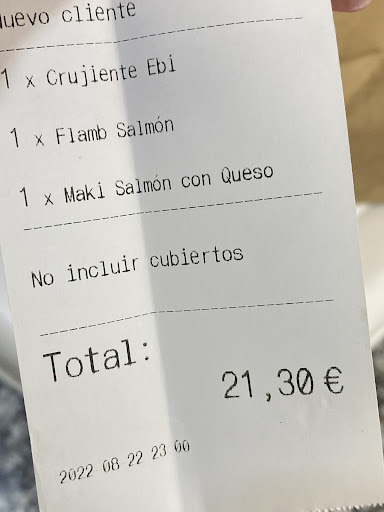 Nuevo cliente
1 x Crujiente Ebi
1 x Flamb Salmón
1 x Maki Salmón con Queso
No incluir cubiertos
Total:
21,30 €
2022 08 22 23 00